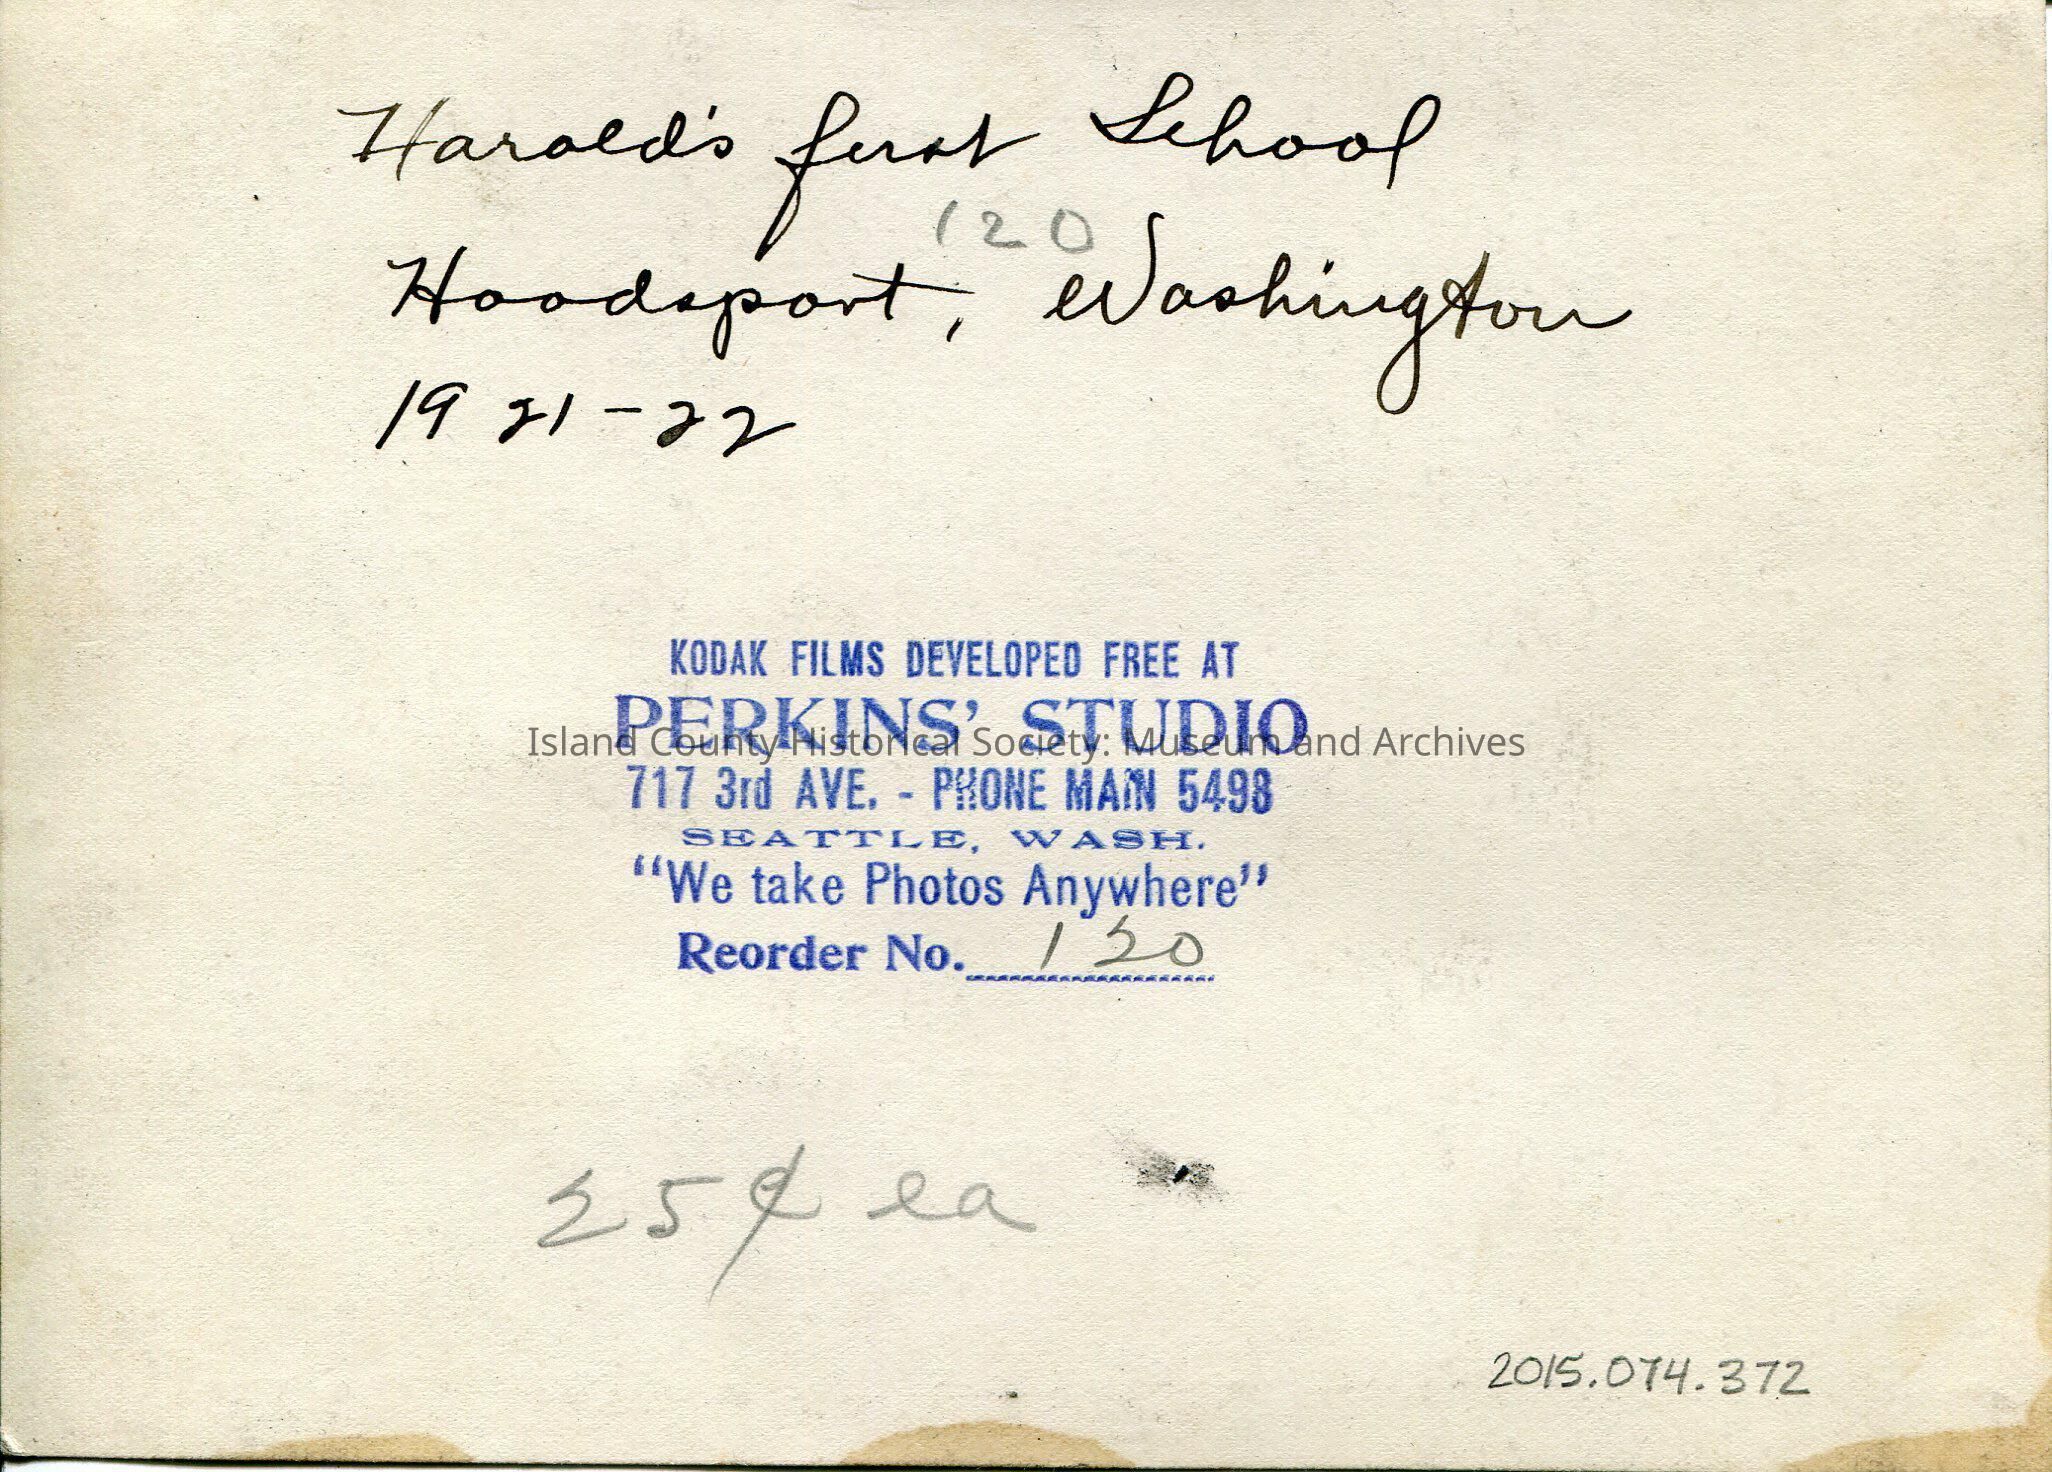 Harold's first School
120
Hoodsport, Washington
1921-22
KODAK FILMS DEVELOPED FREE AT
PERKINS' STUDIO
Island County Historical Society: Museum and Archives
717 3rd AVE. - PHONE MAIN 5498
SEATTLE, WASH.
"We take Photos Anywhere"
Reorder No. 120
25¢ ea
2015.074.372